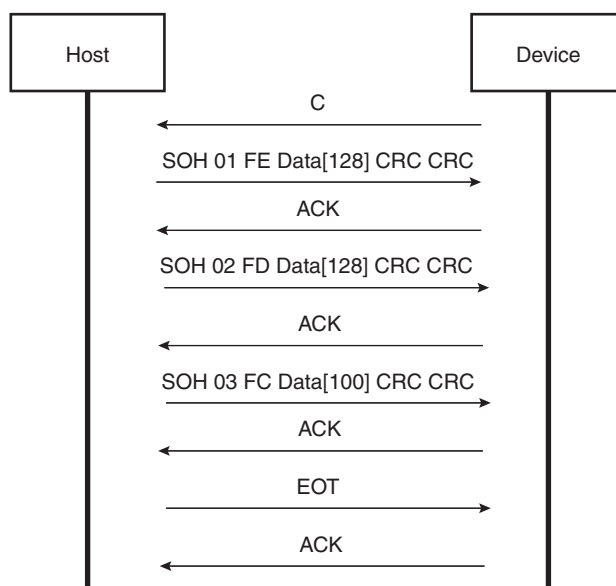 Host
Device
C
SOH 01 FE Data[128] CRC CRC
ACK
SOH 02 FD Data[128] CRC CRC
ACK
SOH 03 FC Data[100] CRC CRC
ACK
EOT
ACK